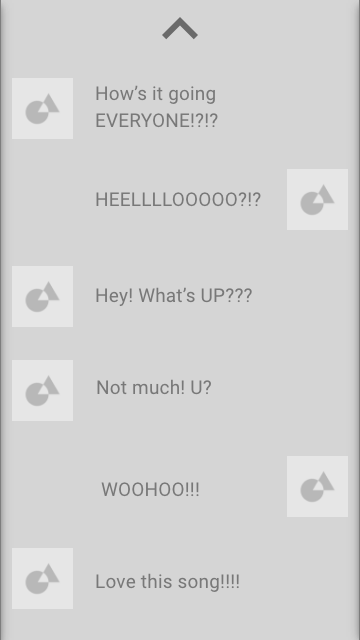 How’s it going
EVERYONE!?!?
HEELLLLOOOOO?!?
Hey! What’s UP???
Not much! U?
WOOHOO!!!
Love this song!!!!